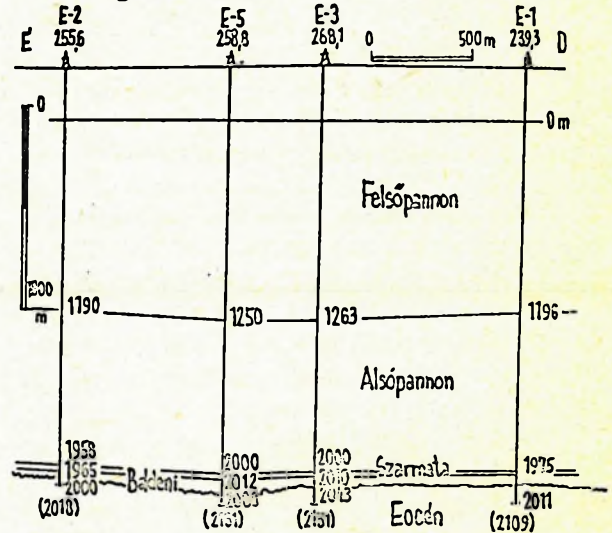 E-2 E-5 E-3 E-1
É 255,6 258,8 268,1 0 500 m 239,3 D
0
0 m
Felsőpannon
m 1190 1250 1263 1196
Alsópannon
1958 2000 2000 Szarmata 1975
1965 Badeni 2012 2010
2000 2011
(2018) (2151) (2151) Eocén (2109)